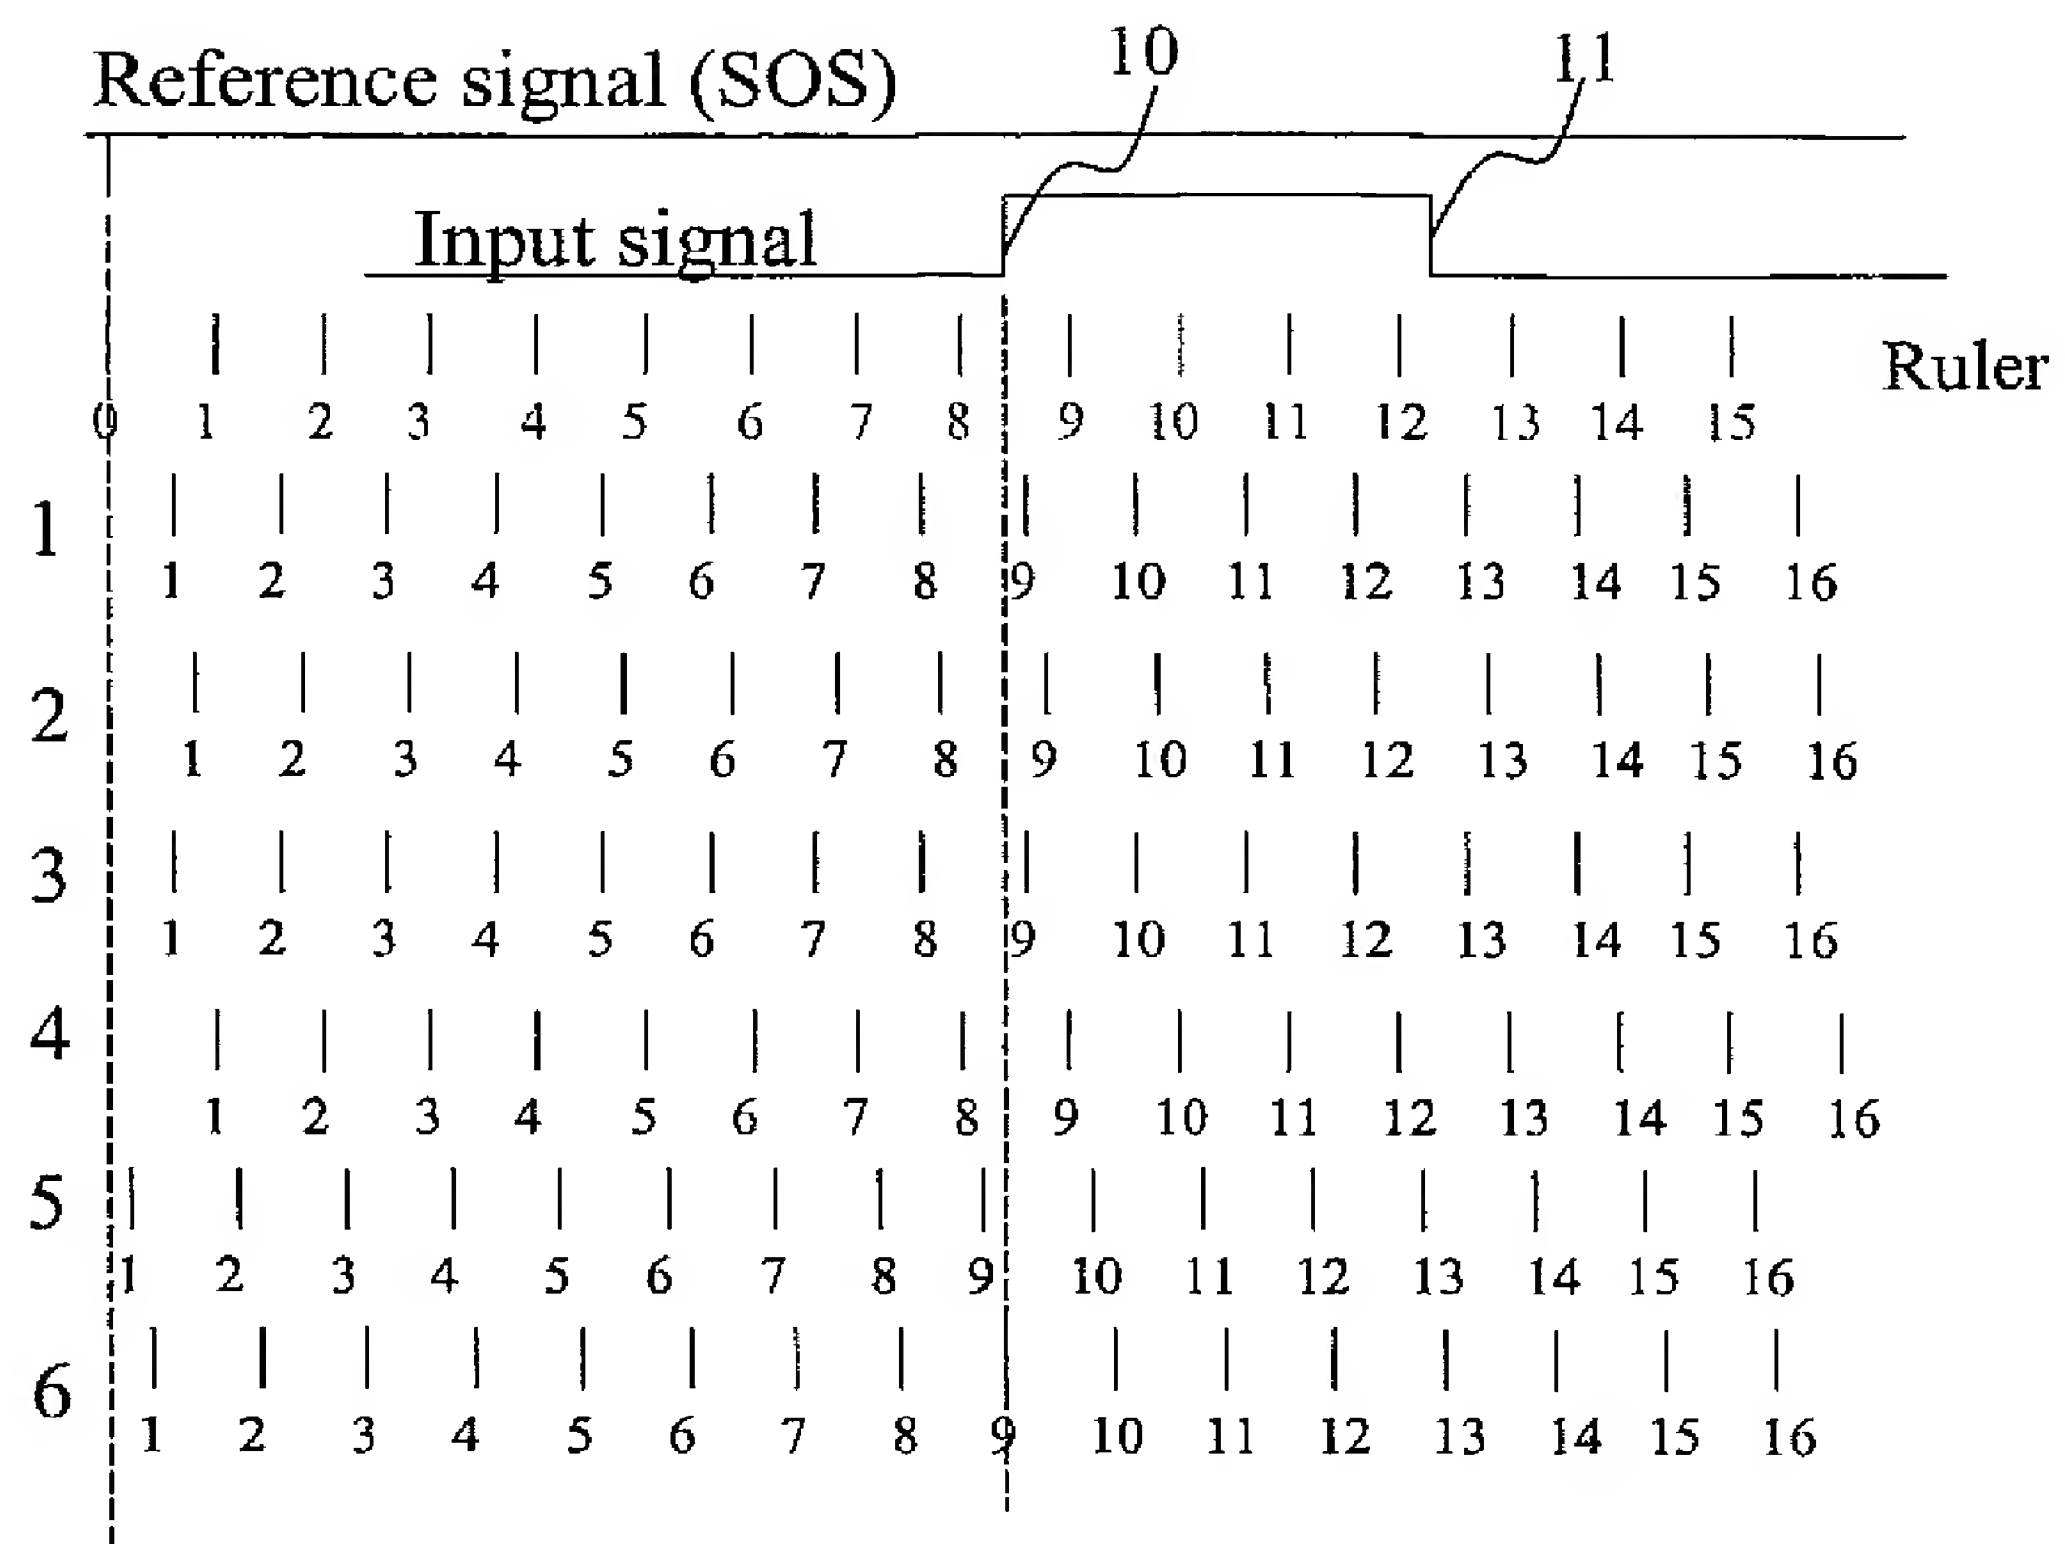 10 11
Reference signal (SOS)
Input signal
Ruler
0 1 2 3 4 5 6 7 8 9 10 11 12 13 14 15
1
1 2 3 4 5 6 7 8 9 10 11 12 13 14 15 16
2
1 2 3 4 5 6 7 8 9 10 11 12 13 14 15 16
3
1 2 3 4 5 6 7 8 9 10 11 12 13 14 15 16
4
1 2 3 4 5 6 7 8 9 10 11 12 13 14 15 16
5
1 2 3 4 5 6 7 8 9 10 11 12 13 14 15 16
6
1 2 3 4 5 6 7 8 9 10 11 12 13 14 15 16